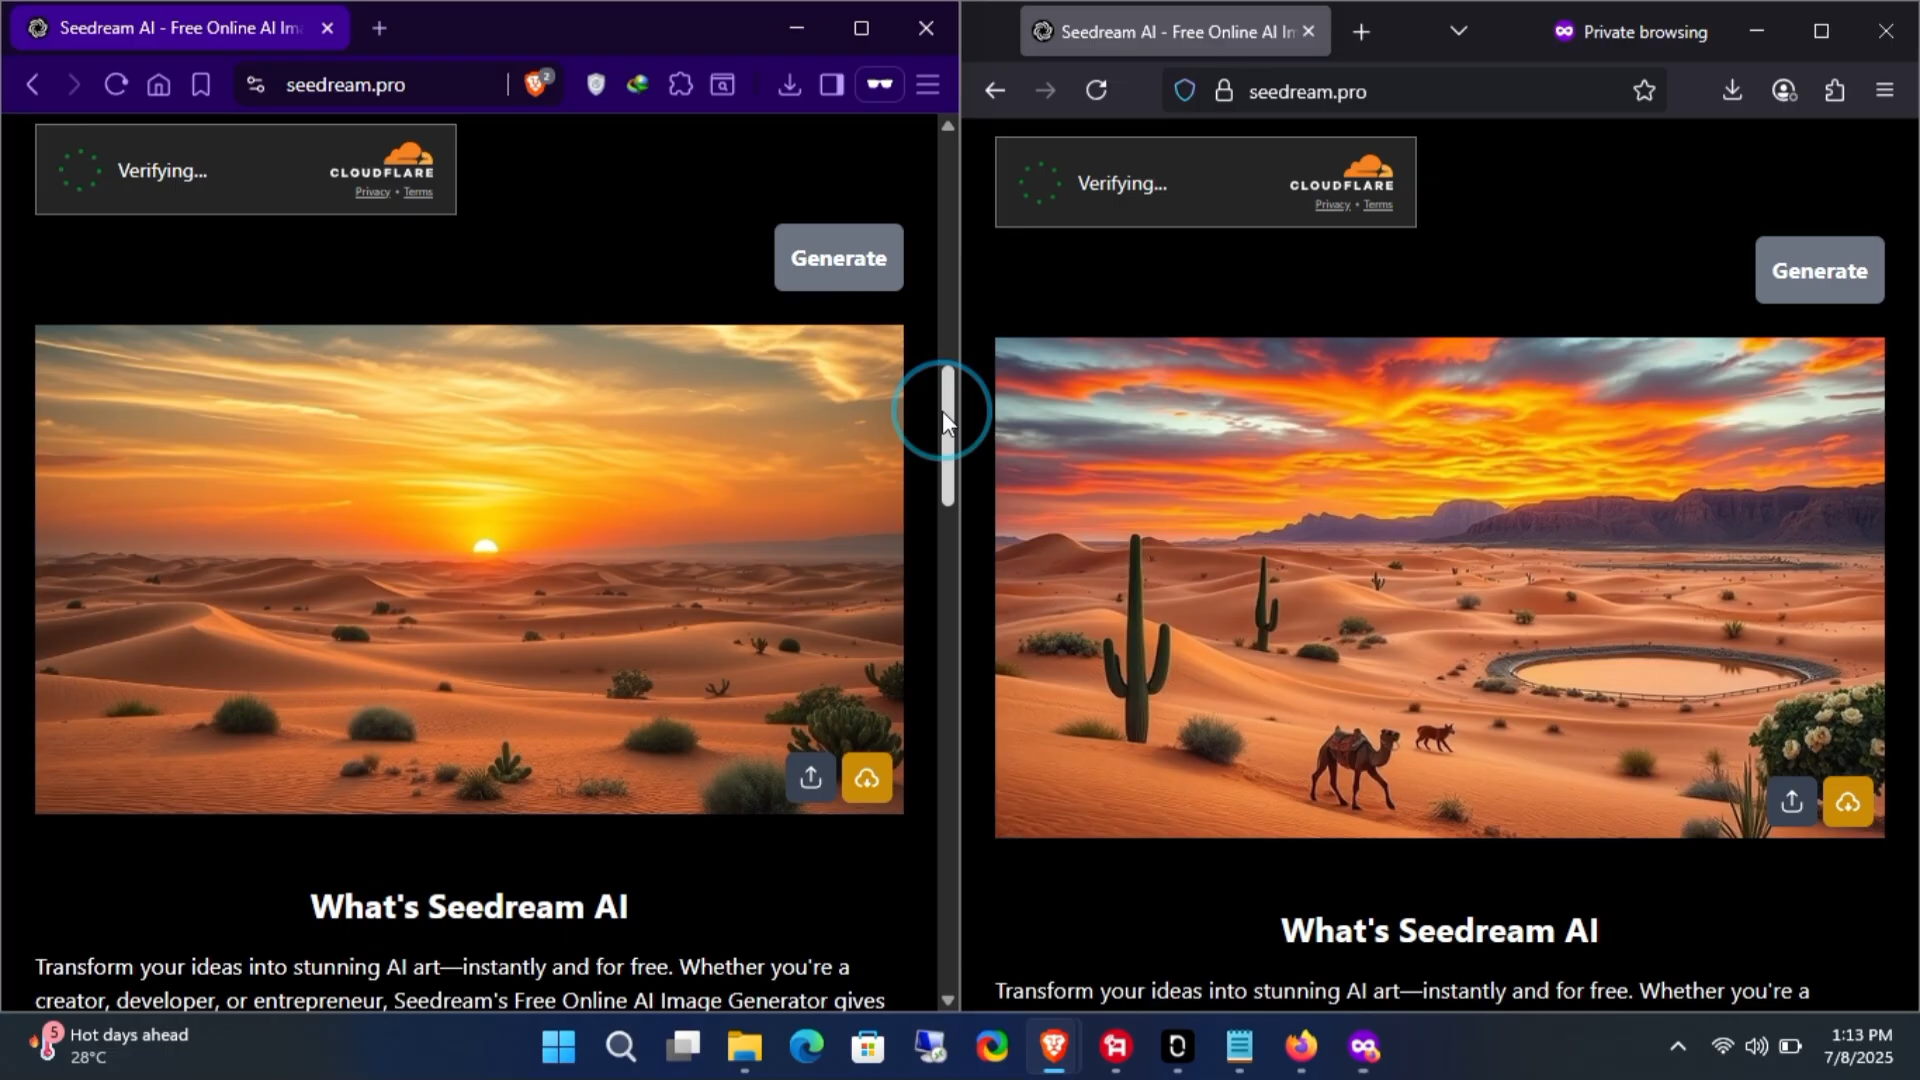 Seedream AI - Free Online AI Im
seedream.pro
2
Verifying...
CLOUDFLARE
Privacy • Terms
Generate
What's Seedream AI
Transform your ideas into stunning AI art—instantly and for free. Whether you're a
creator, developer, or entrepreneur, Seedream's Free Online AI Image Generator gives
Seedream AI - Free Online AI In
Private browsing
seedream.pro
Verifying...
CLOUDFLARE
Privacy • Terms
Generate
What's Seedream AI
Transform your ideas into stunning AI art—instantly and for free. Whether you're a
5
Hot days ahead
28°C
1:13 PM
7/8/2025